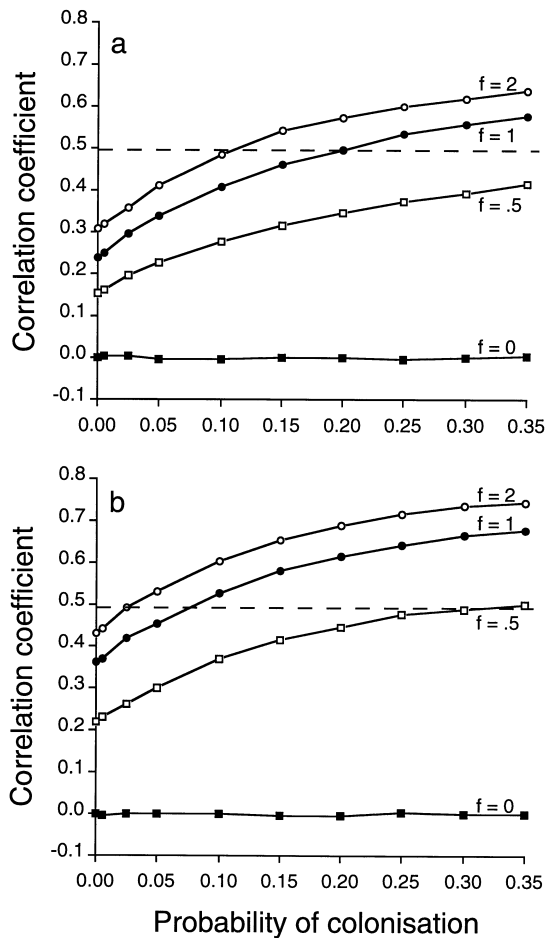 a
Correlation coefficient
0.8
0.7
0.6
0.5
0.4
0.3
0.2
0.1
0.0
-0.1
f = 2
f = 1
f = .5
f = 0
0.00 0.05 0.10 0.15 0.20 0.25 0.30 0.35
b
Correlation coefficient
0.8
0.7
0.6
0.5
0.4
0.3
0.2
0.1
0.0
-0.1
f = 2
f = 1
f = .5
f = 0
0.00 0.05 0.10 0.15 0.20 0.25 0.30 0.35
Probability of colonisation